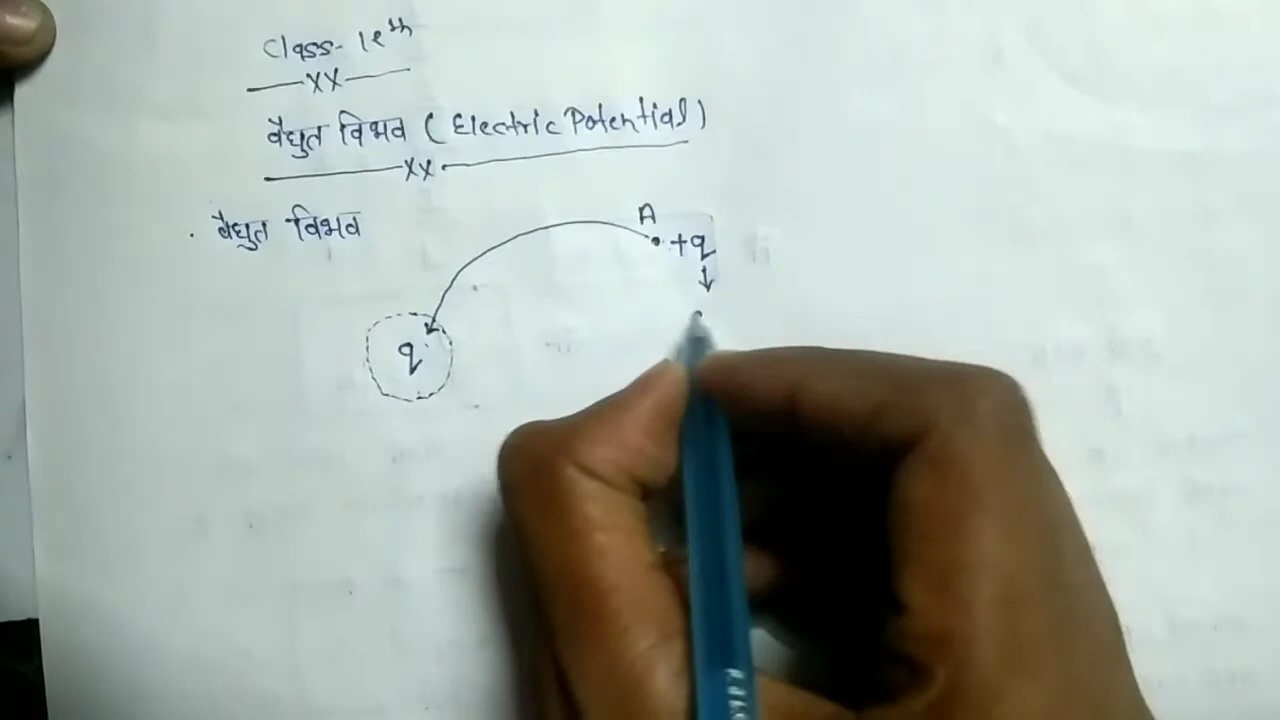 Class-12th
xx
वैद्युत विभव (Electric Potential)
xx
. वैद्युत विभव
A
+q
q